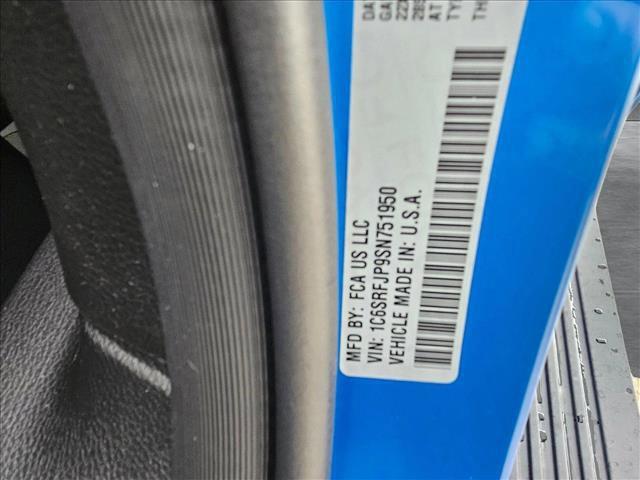 MFD BY: FCA US LLC
VIN: 1C6SRFJP9SN751950
VEHICLE MADE IN: U.S.A.